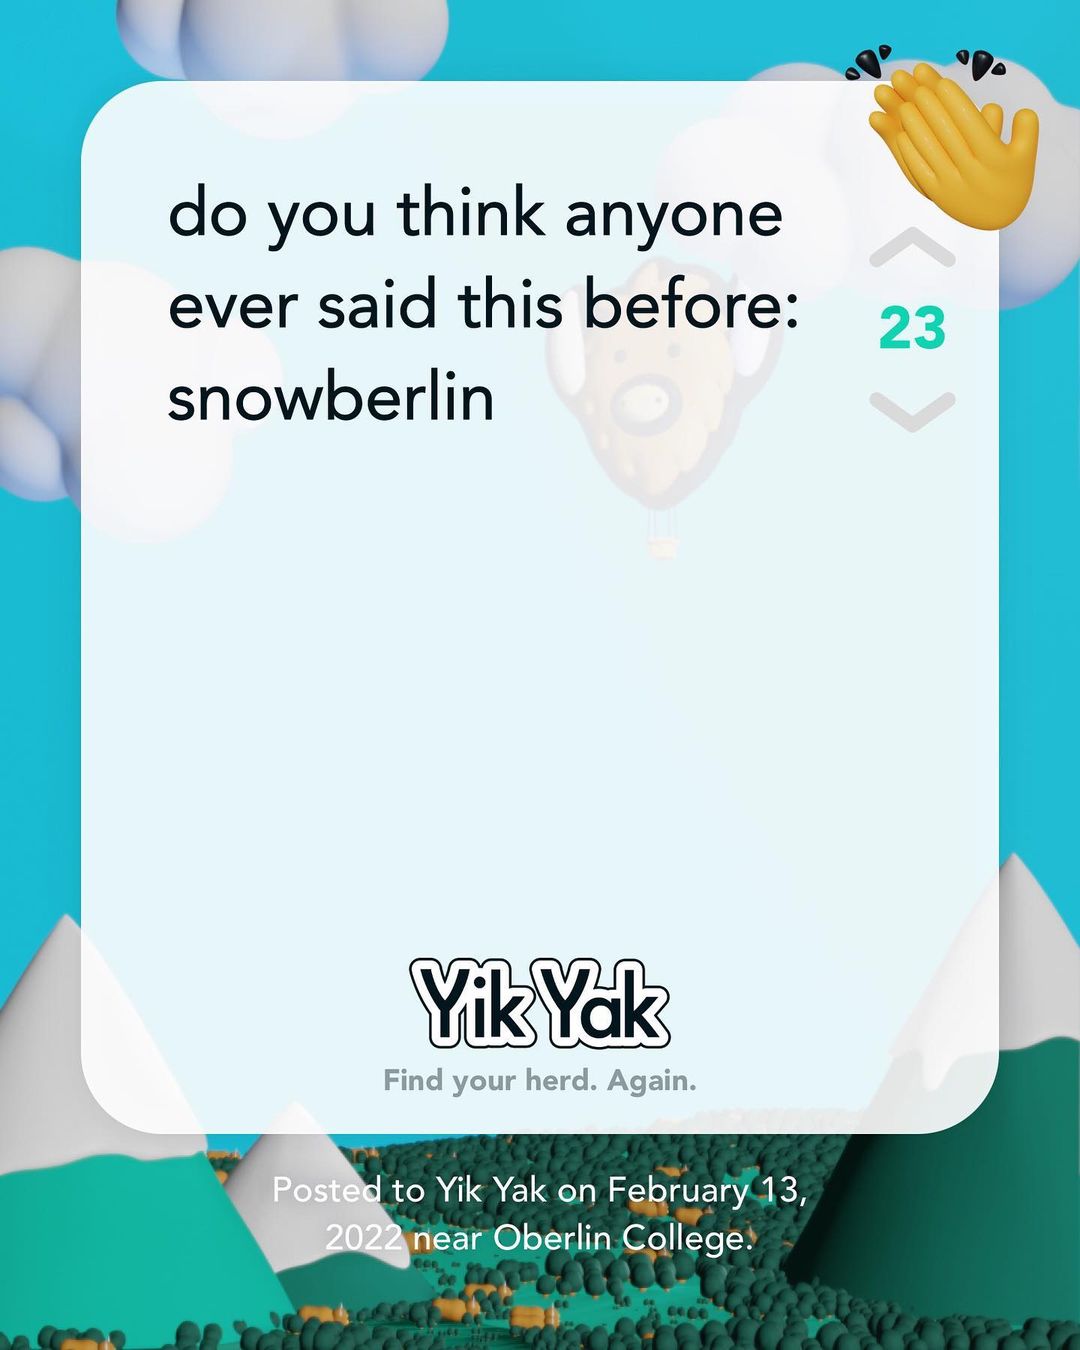 do you think anyone
ever said this before:
snowberlin
23
Yik Yak
Find your herd. Again.
Posted to Yik Yak on February 13,
2022 near Oberlin College.